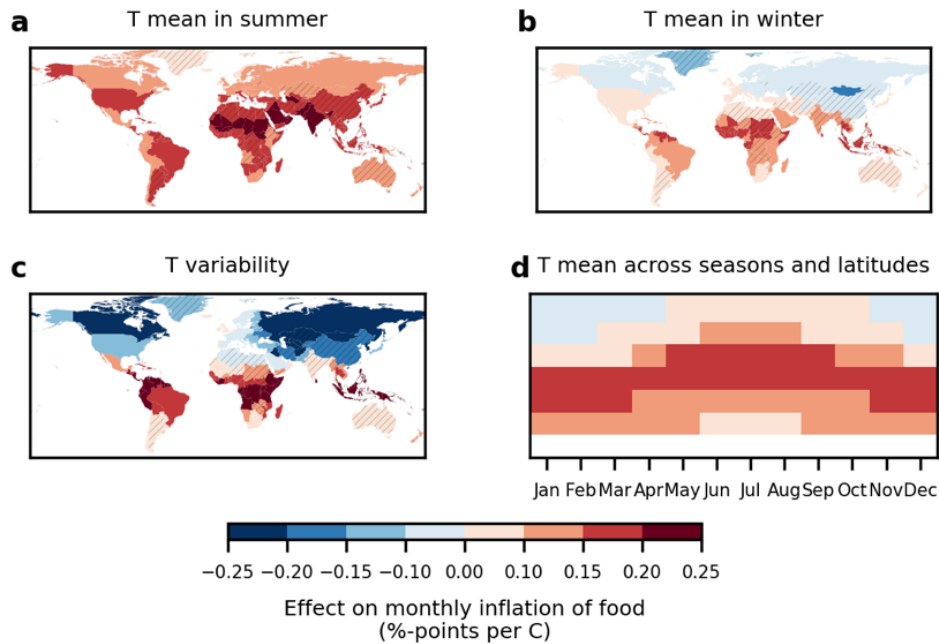 a
T mean in summer
b
T mean in winter
c
T variability
d
T mean across seasons and latitudes
Jan Feb Mar Apr May Jun Jul Aug Sep Oct Nov Dec
−0.25 −0.20 −0.15 −0.10 0.00 0.10 0.15 0.20 0.25
Effect on monthly inflation of food
(%-points per C)